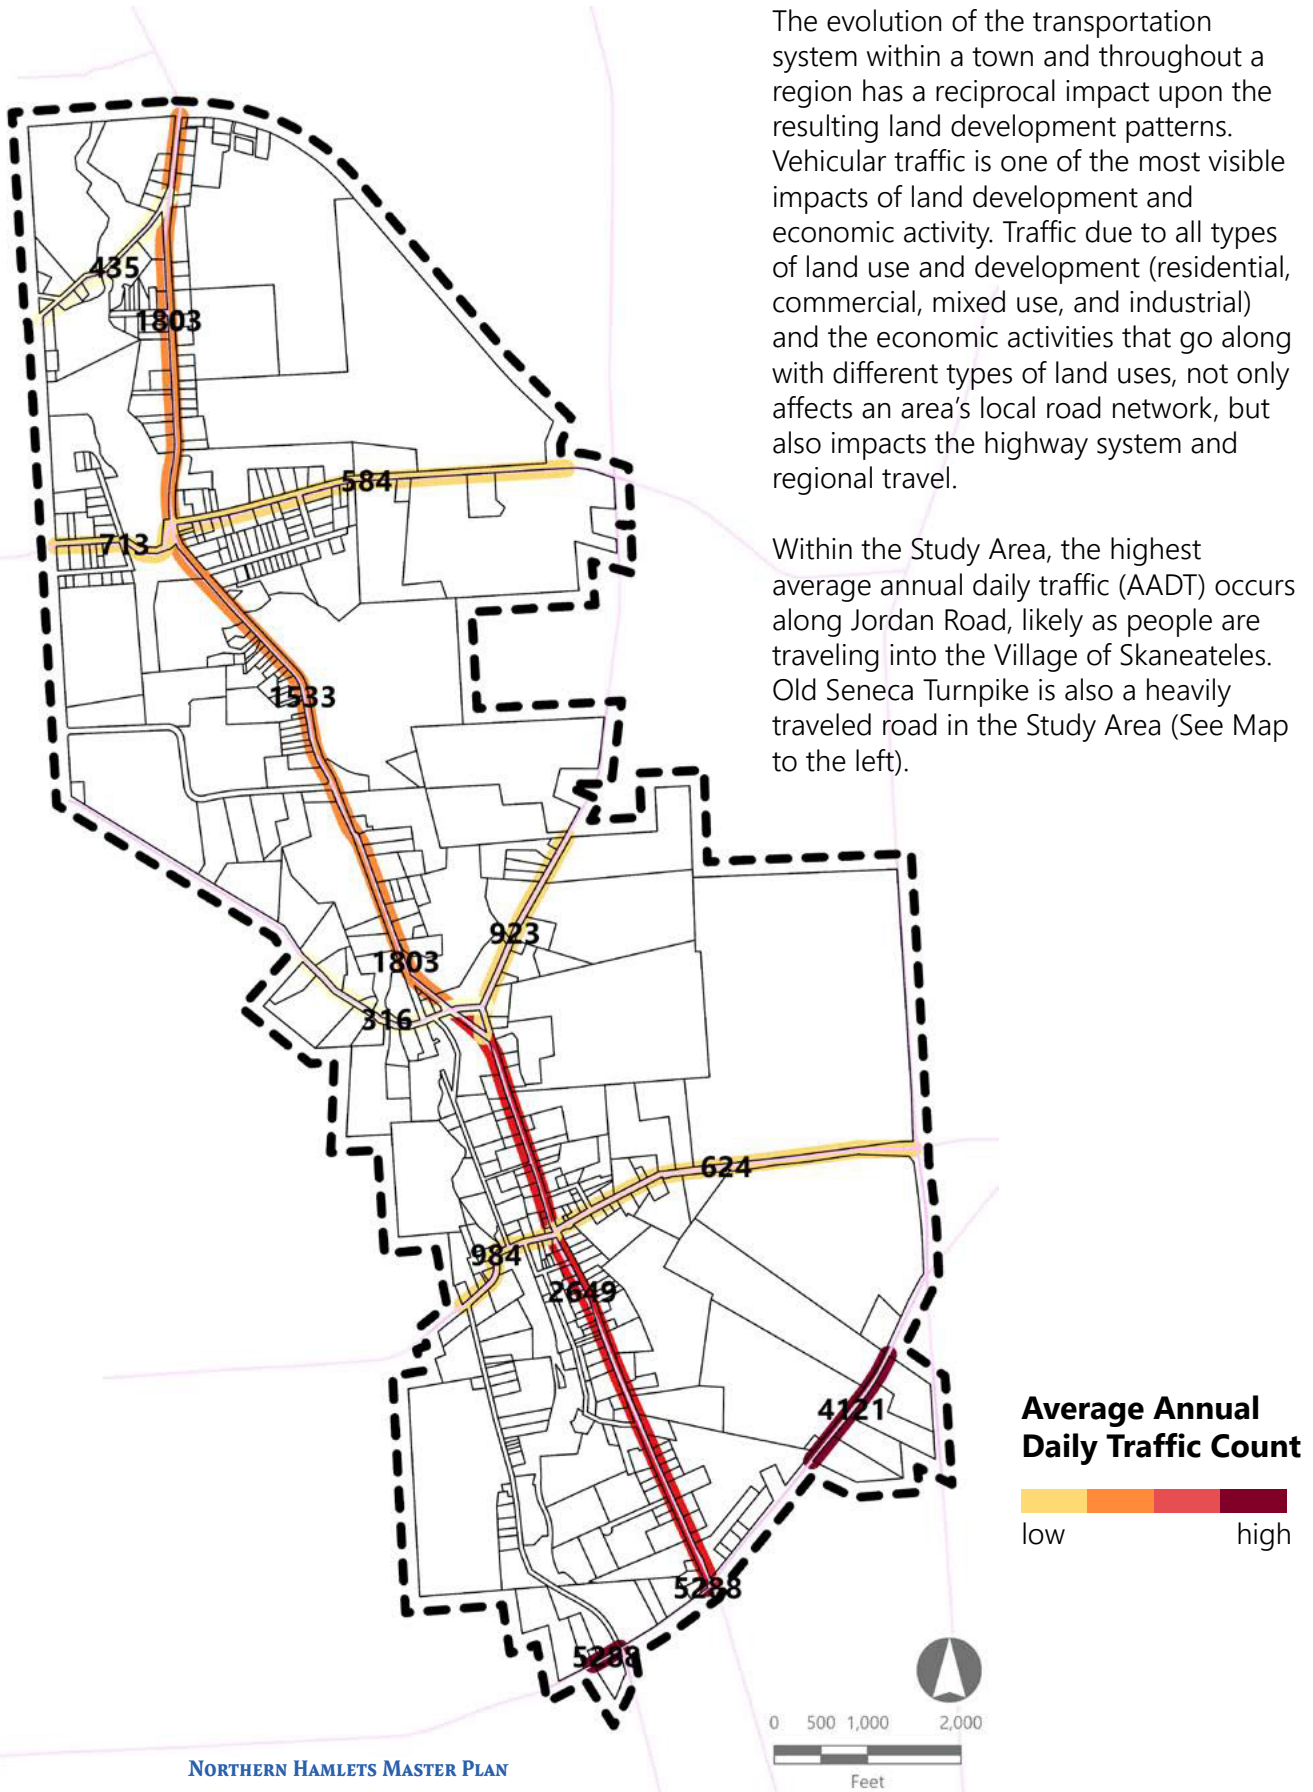 The evolution of the transportation
system within a town and throughout a
region has a reciprocal impact upon the
resulting land development patterns.
Vehicular traffic is one of the most visible
impacts of land development and
economic activity. Traffic due to all types
of land use and development (residential,
commercial, mixed use, and industrial)
and the economic activities that go along
with different types of land uses, not only
affects an area's local road network, but
also impacts the highway system and
regional travel.
Within the Study Area, the highest
average annual daily traffic (AADT) occurs
along Jordan Road, likely as people are
traveling into the Village of Skaneateles.
Old Seneca Turnpike is also a heavily
traveled road in the Study Area (See Map
to the left).
435
1803
584
713
1533
923
1803
316
624
984
2649
4121
5288
5288
Average Annual
Daily Traffic Count
low high
0 500 1,000 2,000
Feet
NORTHERN HAMLETS MASTER PLAN